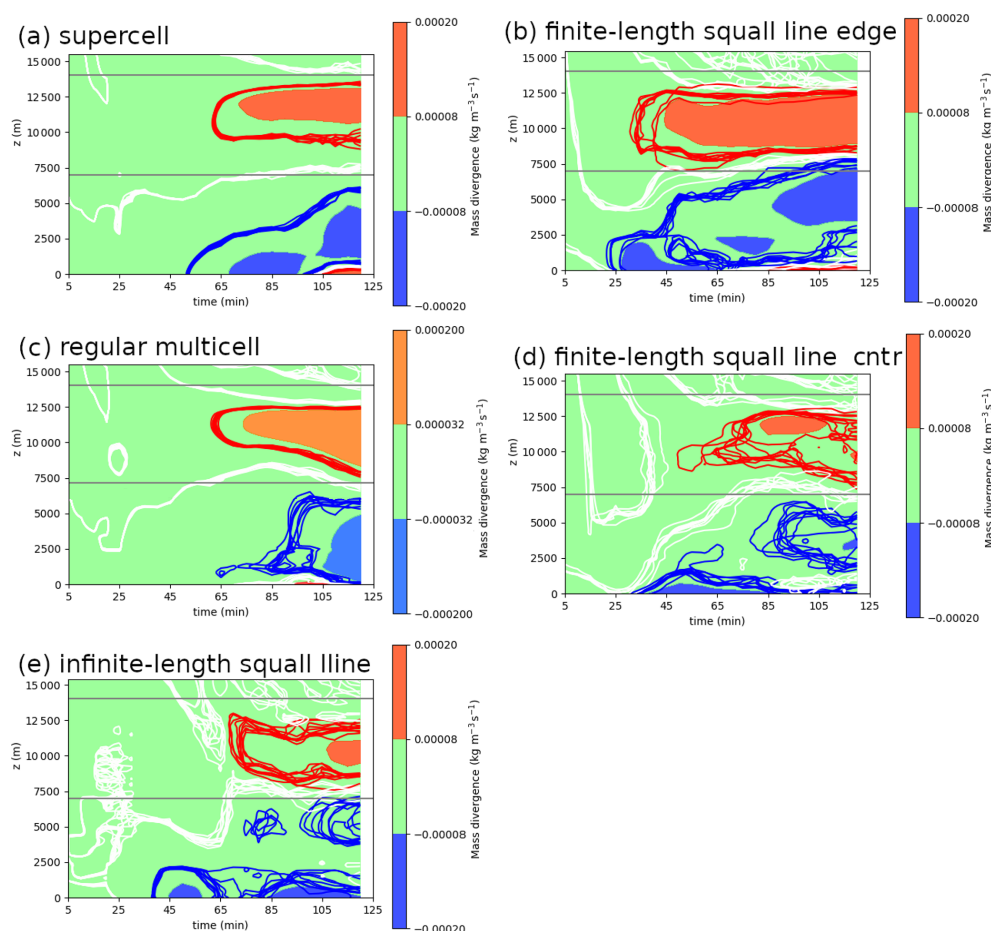 (a) supercell
0.00020
0.00008
−0.00008
−0.00020
Mass divergence (kg m⁻³ s⁻¹)
15 000
12 500
10 000
7500
5000
2500
0
z (m)
5 25 45 65 85 105 125
time (min)
(b) finite-length squall line edge
0.00020
0.00008
−0.00008
−0.00020
Mass divergence (kg m⁻³ s⁻¹)
15 000
12 500
10 000
7500
5000
2500
0
z (m)
5 25 45 65 85 105 125
time (min)
(c) regular multicell
0.000200
0.000032
−0.000032
−0.000200
Mass divergence (kg m⁻³ s⁻¹)
15 000
12 500
10 000
7500
5000
2500
0
z (m)
5 25 45 65 85 105 125
time (min)
(d) finite-length squall line cntr
0.00020
0.00008
−0.00008
−0.00020
Mass divergence (kg m⁻³ s⁻¹)
15 000
12 500
10 000
7500
5000
2500
0
z (m)
5 25 45 65 85 105 125
time (min)
(e) infinite-length squall lline
0.00020
0.00008
−0.00008
−0.00020
Mass divergence (kg m⁻³ s⁻¹)
15 000
12 500
10 000
7500
5000
2500
0
z (m)
5 25 45 65 85 105 125
time (min)